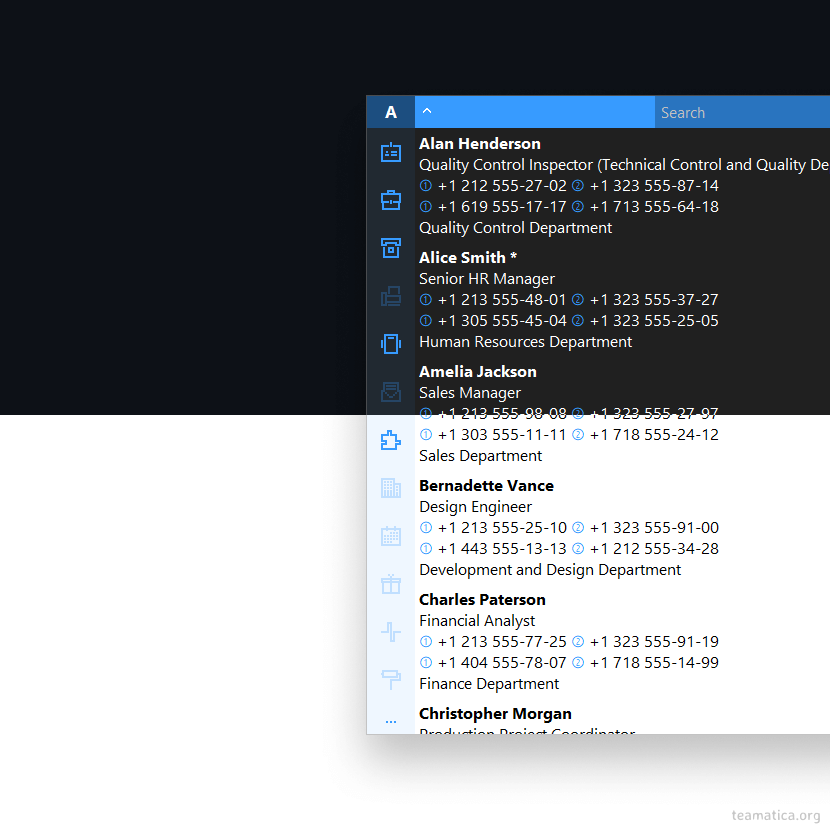 A
Search
Alan Henderson
Quality Control Inspector (Technical Control and Quality De
① +1 212 555-27-02 ② +1 323 555-87-14
① +1 619 555-17-17 ② +1 713 555-64-18
Quality Control Department
Alice Smith *
Senior HR Manager
① +1 213 555-48-01 ② +1 323 555-37-27
① +1 305 555-45-04 ② +1 323 555-25-05
Human Resources Department
Amelia Jackson
Sales Manager
① +1 213 555-98-08 ② +1 323 555-27-97
① +1 303 555-11-11 ② +1 718 555-24-12
Sales Department
Bernadette Vance
Design Engineer
① +1 213 555-25-10 ② +1 323 555-91-00
① +1 443 555-13-13 ② +1 212 555-34-28
Development and Design Department
Charles Paterson
Financial Analyst
① +1 213 555-77-25 ② +1 323 555-91-19
① +1 404 555-78-07 ② +1 718 555-14-99
Finance Department
Christopher Morgan
Production Project Coordinator
...
teamatica.org